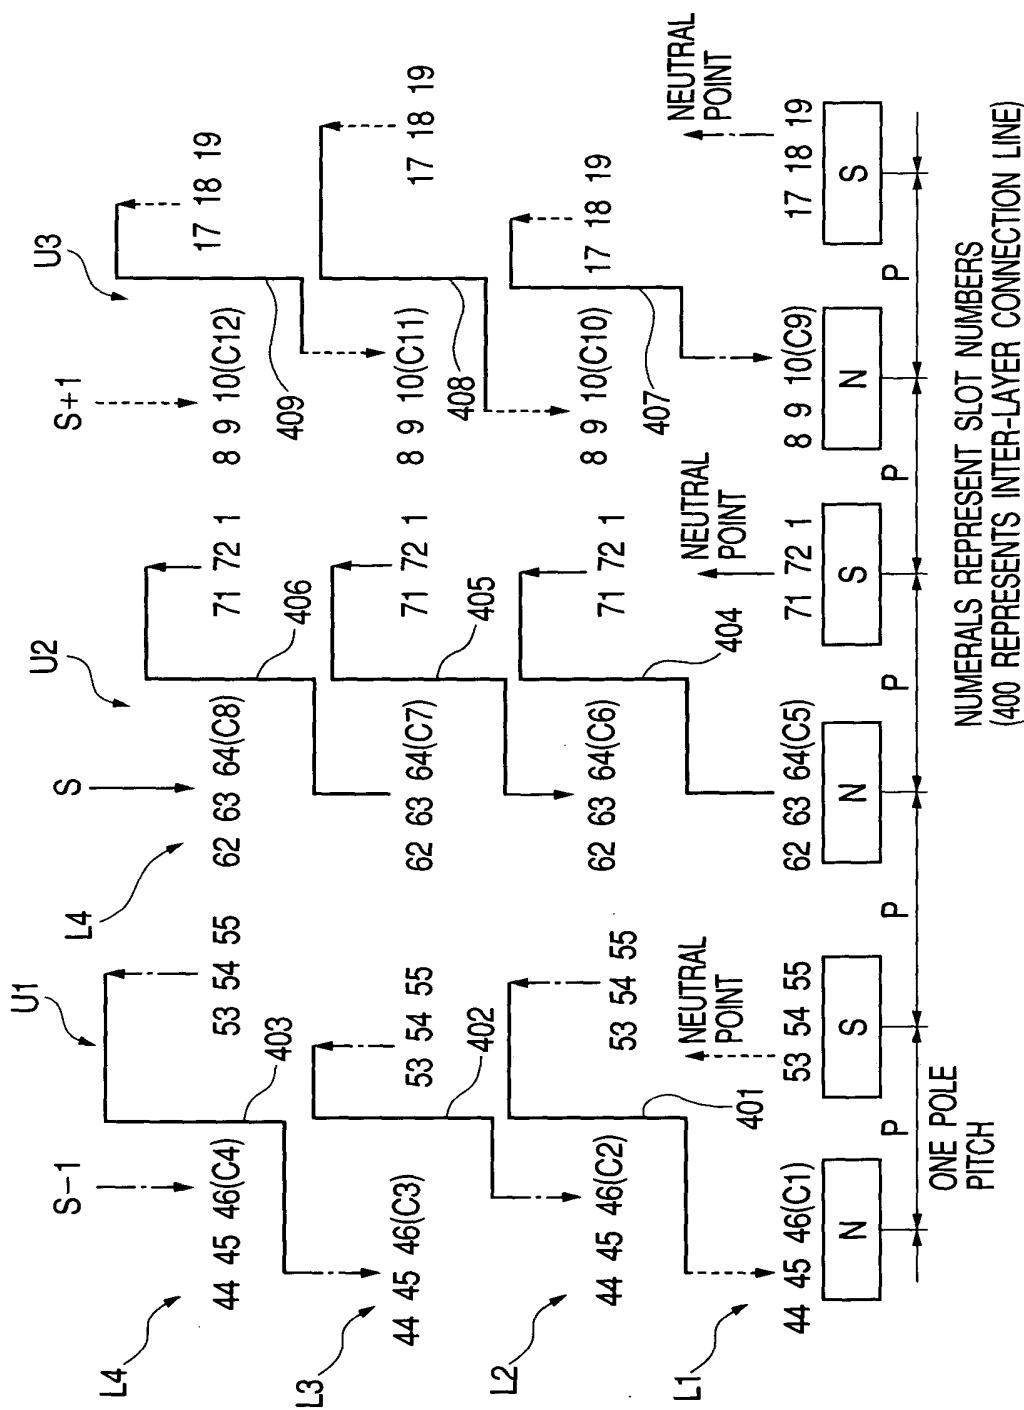 U1 U2 U3
S−1 S S+1
L4 L4
44 45 46(C4) 53 54 55 62 63 64(C8) 71 72 1 8 9 10(C12) 17 18 19
403 406 409
L3
44 45 46(C3) 53 54 55 62 63 64(C7) 71 72 1 8 9 10(C11) 17 18 19
402 405 408
L2
44 45 46(C2) 53 54 55 62 63 64(C6) 71 72 1 8 9 10(C10) 17 18 19
401 404 407
NEUTRAL
POINT
NEUTRAL
POINT
NEUTRAL
POINT
L1
44 45 46(C1) 53 54 55 62 63 64(C5) 71 72 1 8 9 10(C9) 17 18 19
N S N S N S
P P P P P
ONE POLE
PITCH
NUMERALS REPRESENT SLOT NUMBERS
(400 REPRESENTS INTER-LAYER CONNECTION LINE)